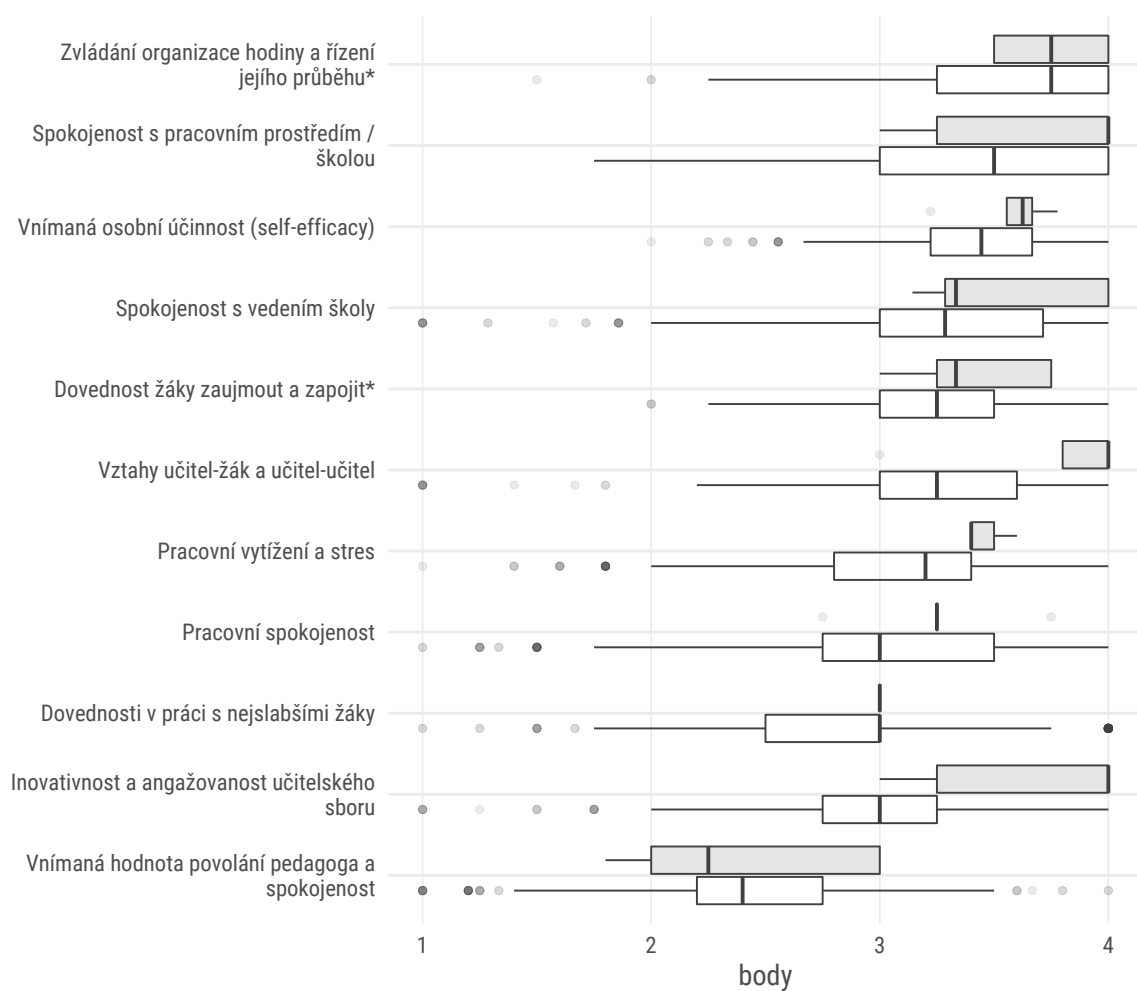 Zvládání organizace hodiny a řízení
jejího průběhu*
Spokojenost s pracovním prostředím /
školou
Vnímaná osobní účinnost (self-efficacy)
Spokojenost s vedením školy
Dovednost žáky zaujmout a zapojit*
Vztahy učitel-žák a učitel-učitel
Pracovní vytížení a stres
Pracovní spokojenost
Dovednosti v práci s nejslabšími žáky
Inovativnost a angažovanost učitelského
sboru
Vnímaná hodnota povolání pedagoga a
spokojenost
1 2 3 4
body